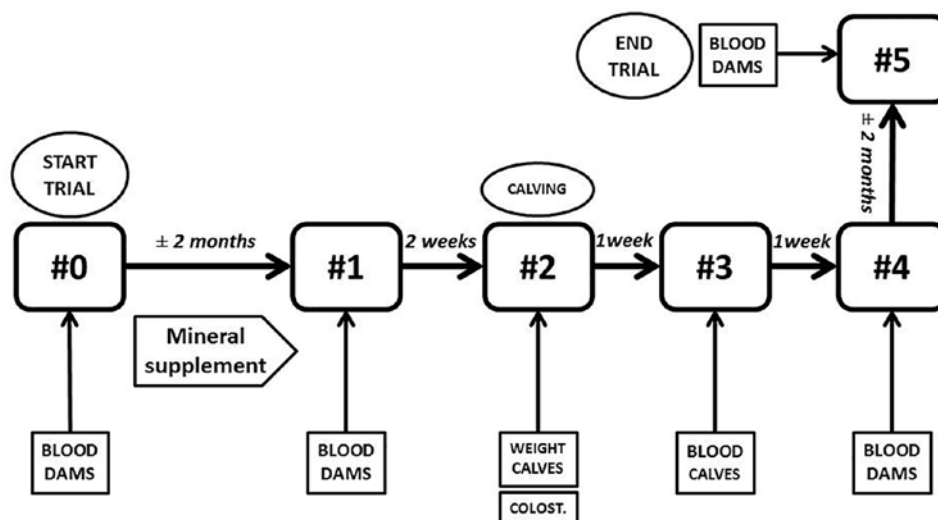 END
TRIAL
BLOOD
DAMS
#5
± 2 months
START
TRIAL
CALVING
#0
± 2 months
#1
2 weeks
#2
1week
#3
1week
#4
Mineral
supplement
BLOOD
DAMS
BLOOD
DAMS
WEIGHT
CALVES
COLOST.
BLOOD
CALVES
BLOOD
DAMS